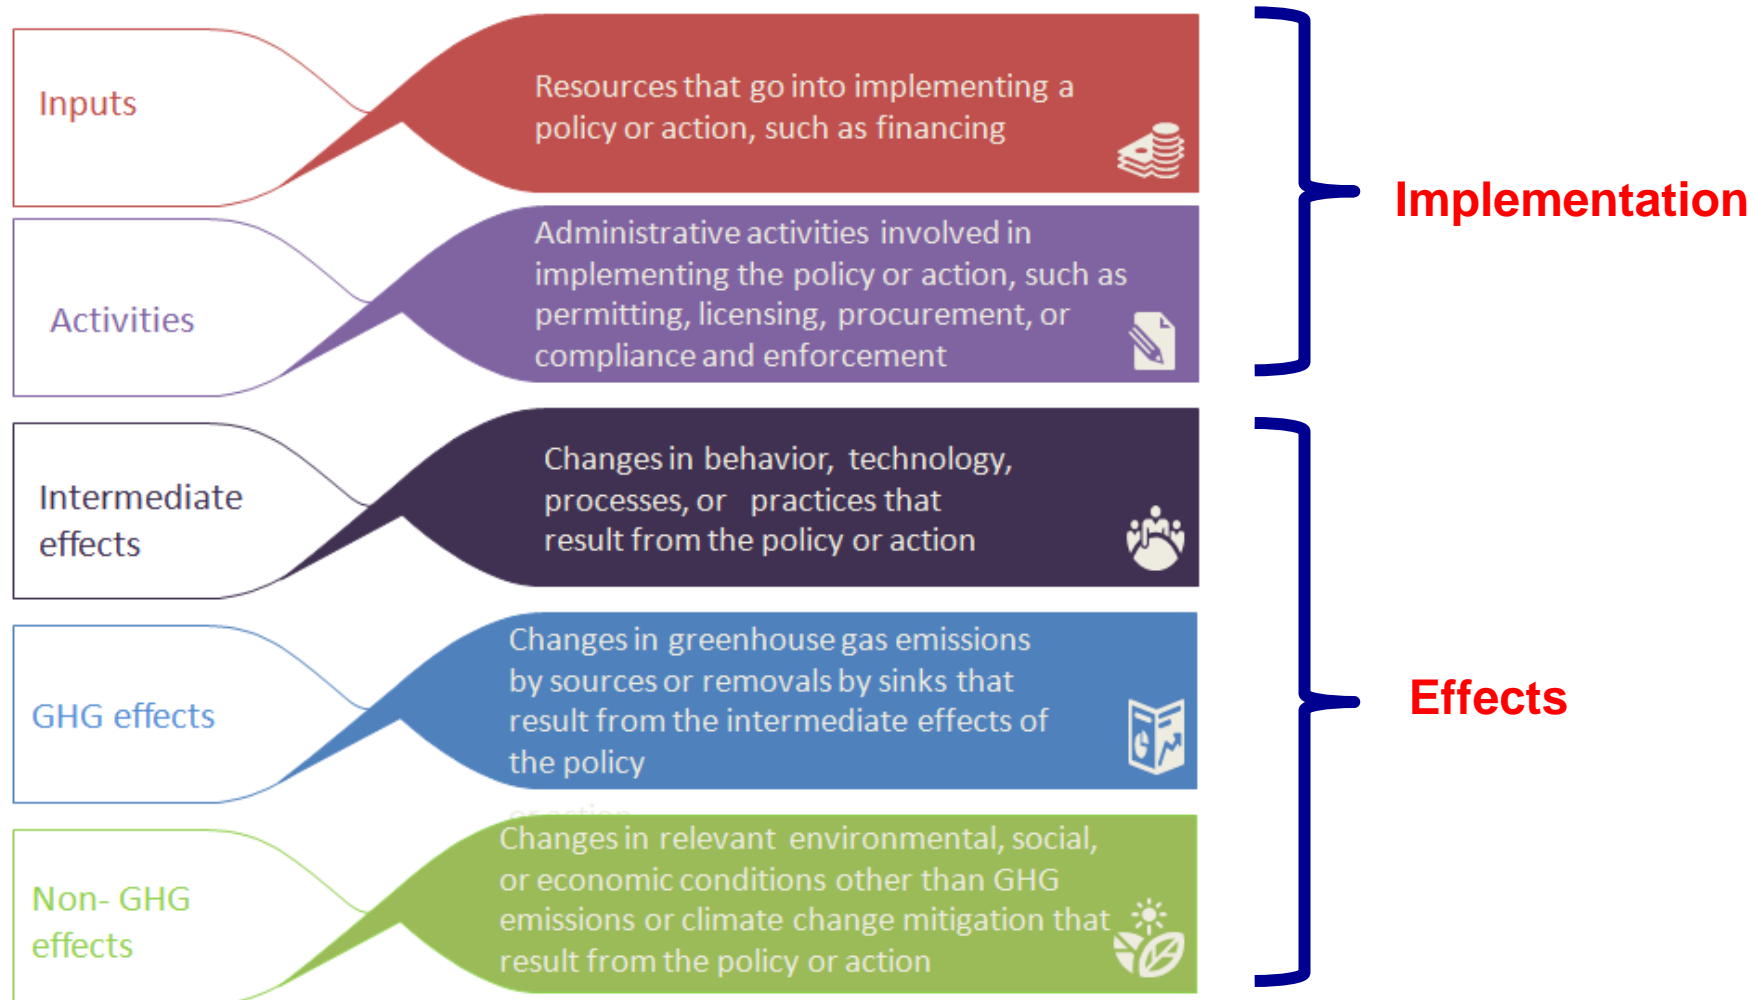 Inputs
Resources that go into implementing a
policy or action, such as financing
Implementation
Activities
Administrative activities involved in
implementing the policy or action, such as
permitting, licensing, procurement, or
compliance and enforcement
Intermediate
effects
Changes in behavior, technology,
processes, or practices that
result from the policy or action
GHG effects
Changes in greenhouse gas emissions
by sources or removals by sinks that
result from the intermediate effects of
the policy
or action
Effects
Non- GHG
effects
Changes in relevant environmental, social,
or economic conditions other than GHG
emissions or climate change mitigation that
result from the policy or action